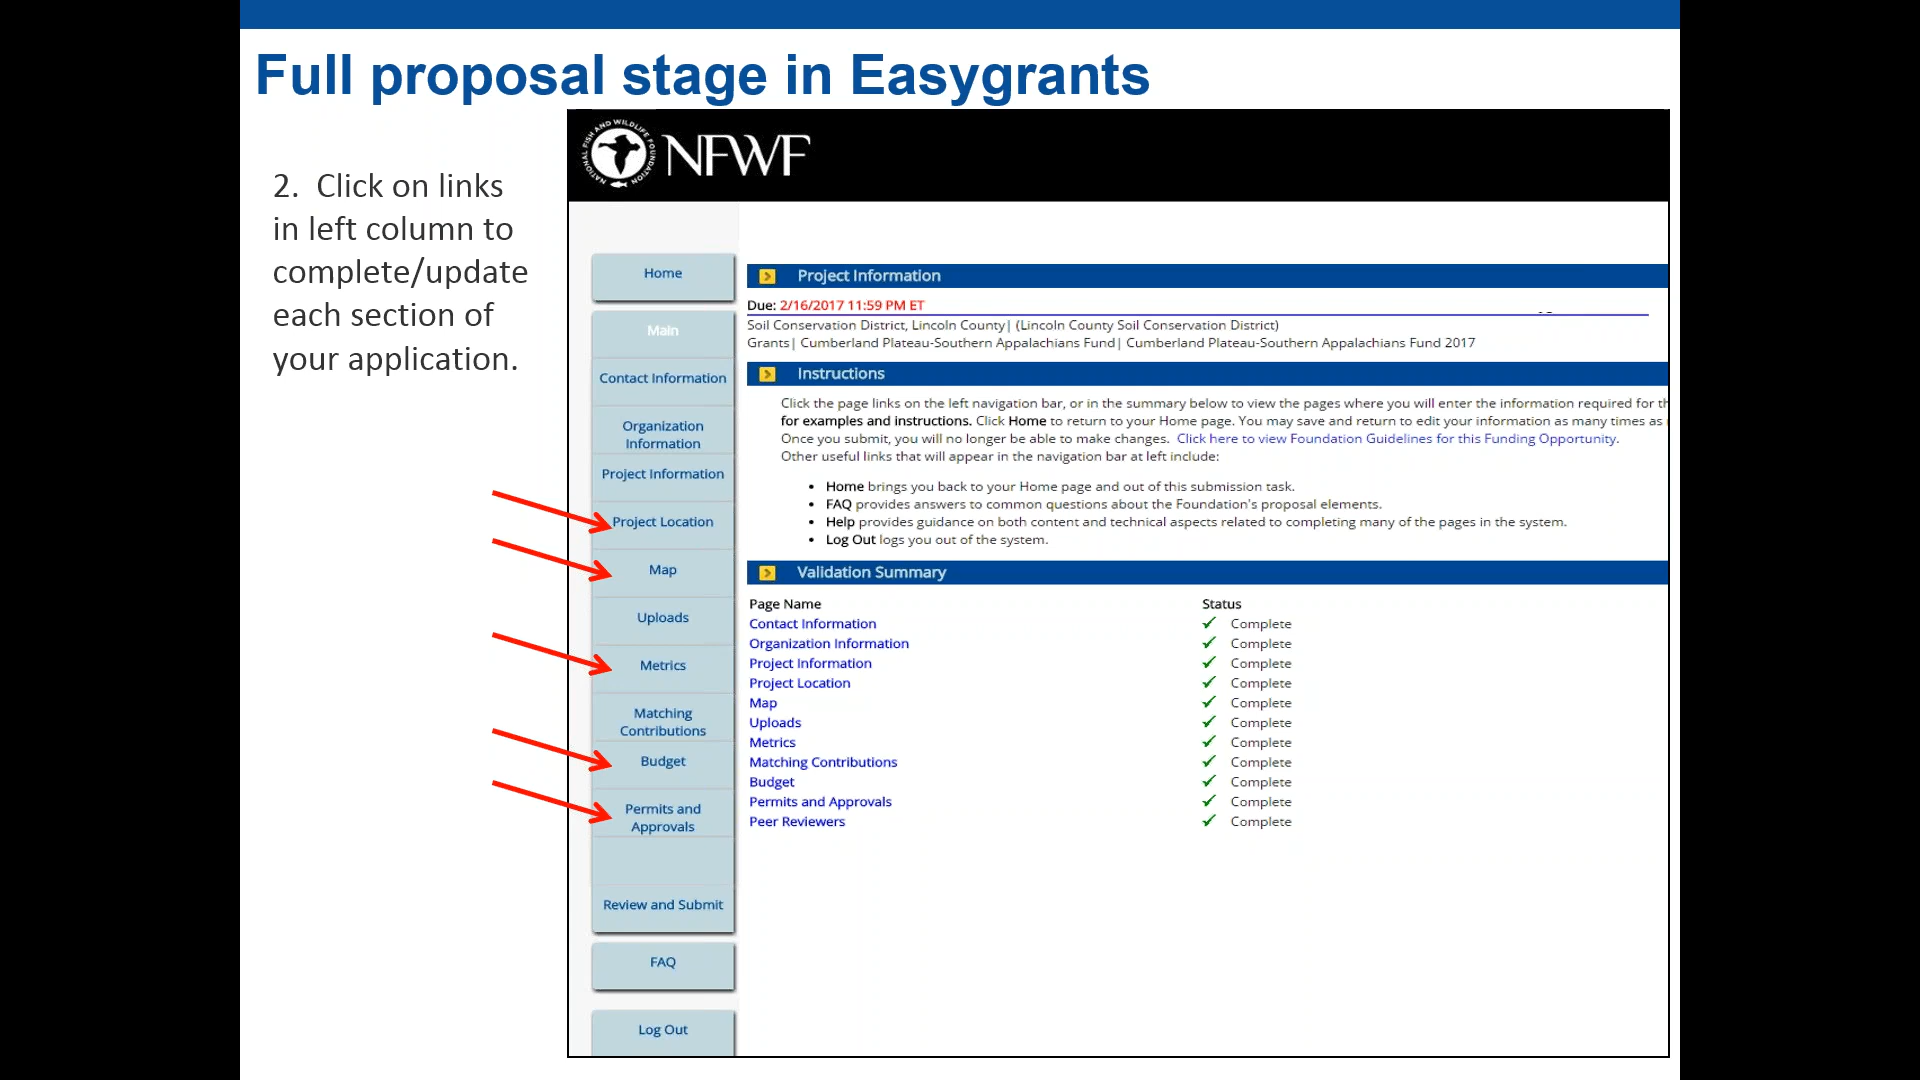 Full proposal stage in Easygrants
2. Click on links
in left column to
complete/update
each section of
your application.
NATIONAL FISH AND WILDLIFE FOUNDATION
NFWF
Home
Main
Contact Information
Organization
Information
Project Information
Project Location
Map
Uploads
Metrics
Matching
Contributions
Budget
Permits and
Approvals
Review and Submit
FAQ
Log Out
Project Information
Due: 2/16/2017 11:59 PM ET
Soil Conservation District, Lincoln County| (Lincoln County Soil Conservation District)
Grants| Cumberland Plateau-Southern Appalachians Fund| Cumberland Plateau-Southern Appalachians Fund 2017
Instructions
Click the page links on the left navigation bar, or in the summary below to view the pages where you will enter the information required for
for examples and instructions. Click Home to return to your Home page. You may save and return to edit your information as many times as
Once you submit, you will no longer be able to make changes. Click here to view Foundation Guidelines for this Funding Opportunity.
Other useful links that will appear in the navigation bar at left include:
• Home brings you back to your Home page and out of this submission task.
• FAQ provides answers to common questions about the Foundation's proposal elements.
• Help provides guidance on both content and technical aspects related to completing many of the pages in the system.
• Log Out logs you out of the system.
Validation Summary
Page Name Status
Contact Information ✓ Complete
Organization Information ✓ Complete
Project Information ✓ Complete
Project Location ✓ Complete
Map ✓ Complete
Uploads ✓ Complete
Metrics ✓ Complete
Matching Contributions ✓ Complete
Budget ✓ Complete
Permits and Approvals ✓ Complete
Peer Reviewers ✓ Complete